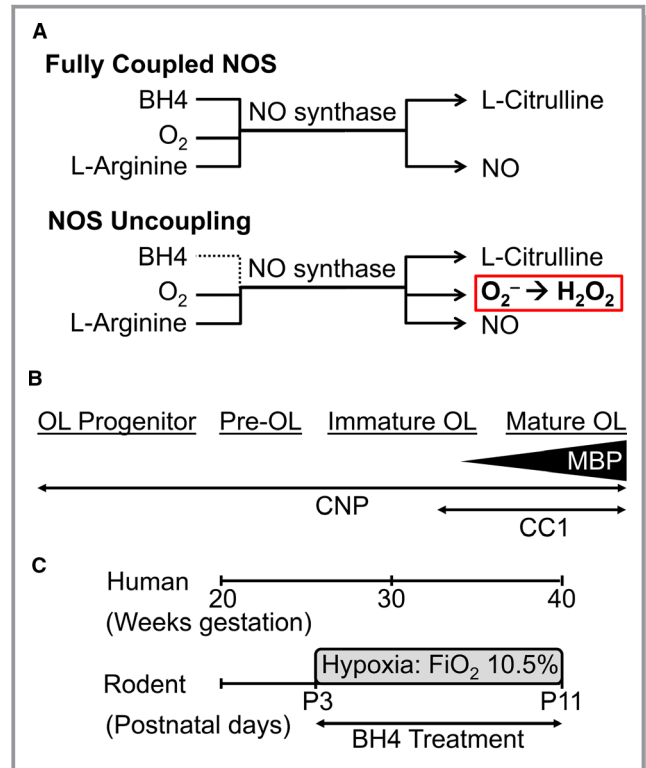 A
Fully Coupled NOS
BH4
O₂
L-Arginine
NO synthase
L-Citrulline
NO
NOS Uncoupling
BH4
O₂
L-Arginine
NO synthase
L-Citrulline
O₂⁻ → H₂O₂
NO
B
OL Progenitor Pre-OL Immature OL Mature OL
MBP
CNP
CC1
C
Human
(Weeks gestation)
20 30 40
Hypoxia: FiO₂ 10.5%
Rodent
(Postnatal days)
P3 P11
BH4 Treatment